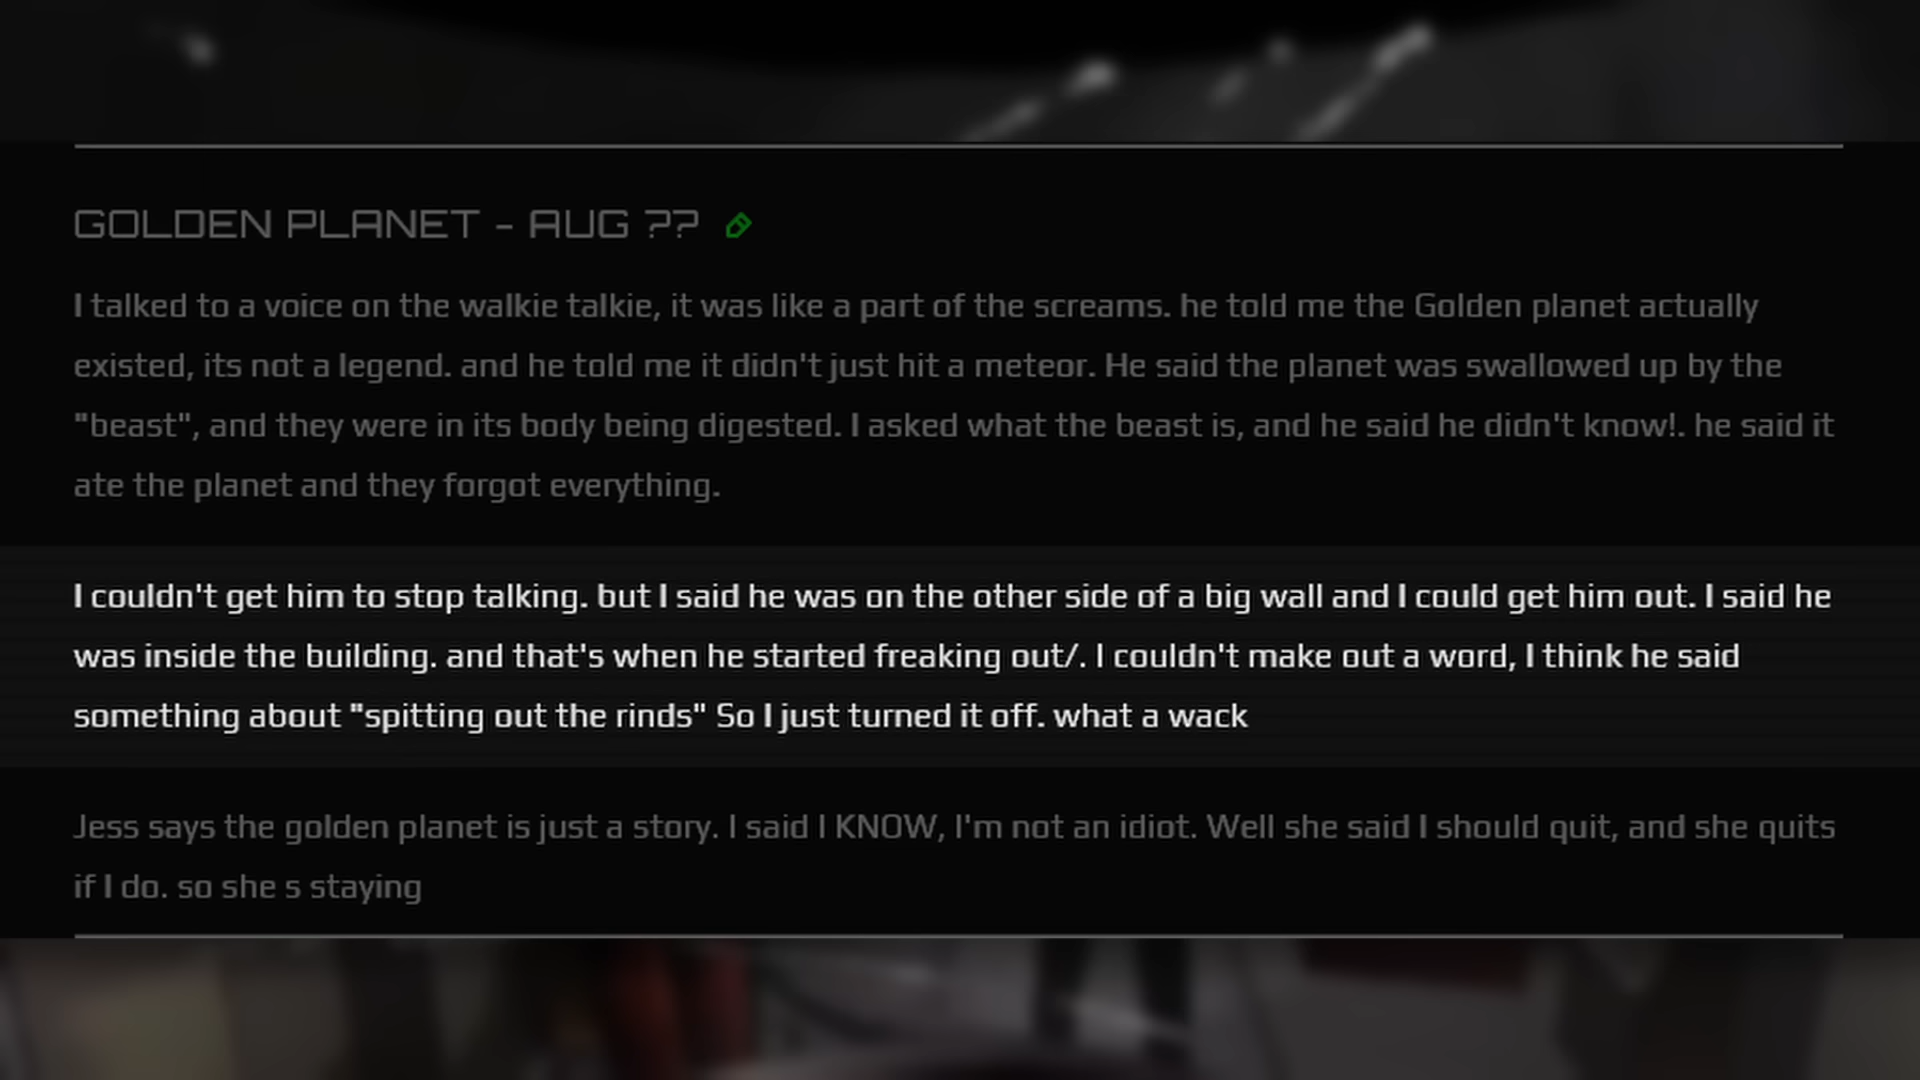 GOLDEN PLANET - AUG ??
I talked to a voice on the walkie talkie, it was like a part of the screams. he told me the Golden planet actually
existed, its not a legend. and he told me it didn't just hit a meteor. He said the planet was swallowed up by the
"beast", and they were in its body being digested. I asked what the beast is, and he said he didn't know!. he said it
ate the planet and they forgot everything.
I couldn't get him to stop talking. but I said he was on the other side of a big wall and I could get him out. I said he
was inside the building. and that's when he started freaking out/. I couldn't make out a word, I think he said
something about "spitting out the rinds" So I just turned it off. what a wack
Jess says the golden planet is just a story. I said I KNOW, I'm not an idiot. Well she said I should quit, and she quits
if I do. so she s staying